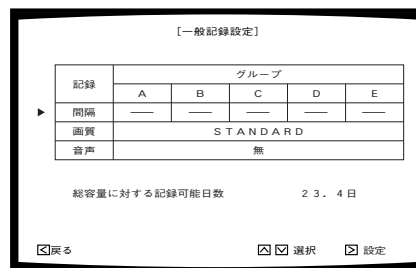 [一般記録設定]
記録 グループ
A B C D E
▶ 間隔 —— —— —— —— ——
画質 STANDARD
音声 無
総容量に対する記録可能日数 23.4日
<戻る ∧∨ 選択 > 設定